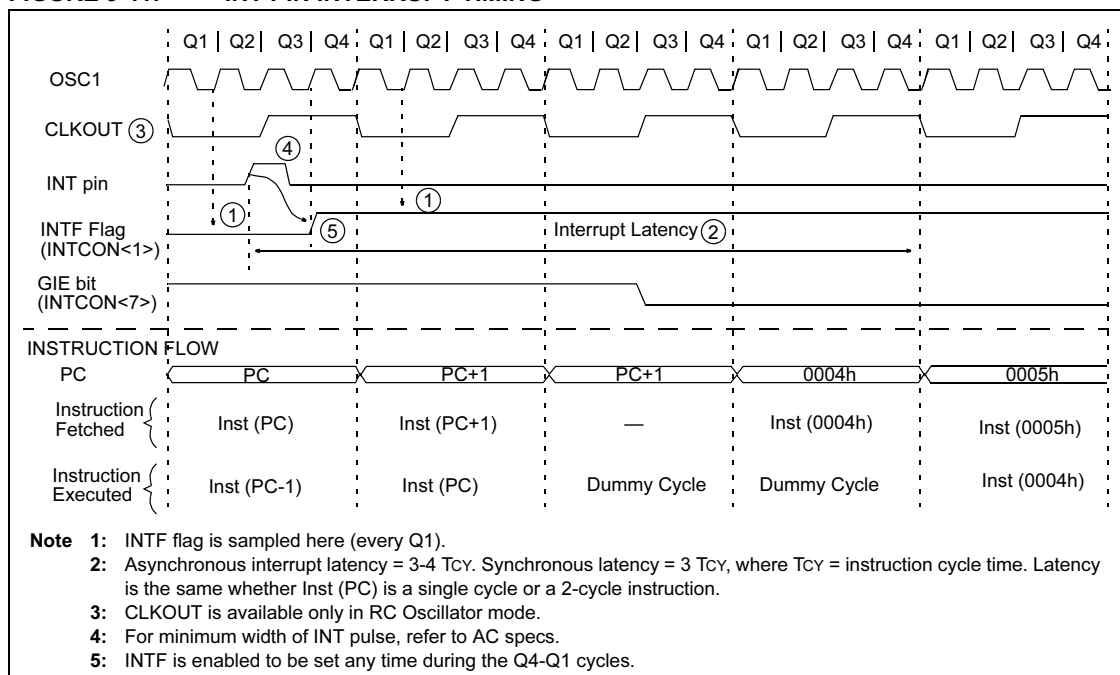 Q1 | Q2 | Q3 | Q4 Q1 | Q2 | Q3 | Q4 Q1 | Q2 | Q3 | Q4 Q1 | Q2 | Q3 | Q4 Q1 | Q2 | Q3 | Q4
OSC1
CLKOUT 3
4
INT pin
1
1
INTF Flag
(INTCON<1>)
5
Interrupt Latency 2
GIE bit
(INTCON<7>)
INSTRUCTION FLOW
PC PC PC+1 PC+1 0004h 0005h
Instruction
Fetched
Inst (PC) Inst (PC+1) — Inst (0004h) Inst (0005h)
Instruction
Executed
Inst (PC-1) Inst (PC) Dummy Cycle Dummy Cycle Inst (0004h)
Note 1: INTF flag is sampled here (every Q1).
2: Asynchronous interrupt latency = 3-4 TCY. Synchronous latency = 3 TCY, where TCY = instruction cycle time. Latency
is the same whether Inst (PC) is a single cycle or a 2-cycle instruction.
3: CLKOUT is available only in RC Oscillator mode.
4: For minimum width of INT pulse, refer to AC specs.
5: INTF is enabled to be set any time during the Q4-Q1 cycles.